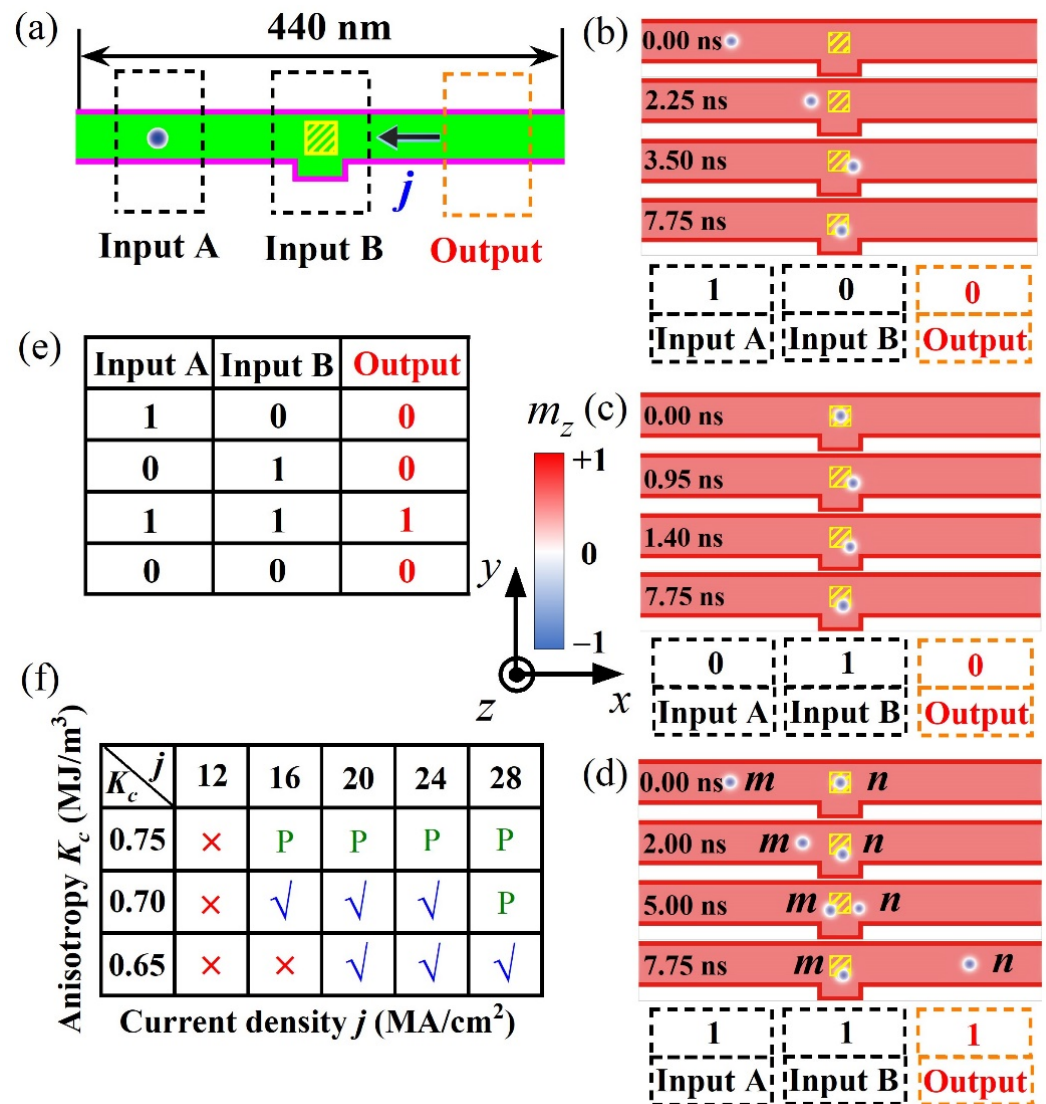 (a)
440 nm
j
Input A Input B Output
(b)
0.00 ns
2.25 ns
3.50 ns
7.75 ns
1 0 0
Input A Input B Output
(e)
Input A Input B Output
1 0 0
0 1 0
1 1 1
0 0 0
m_z
+1
0
−1
y
z x
(c)
0.00 ns
0.95 ns
1.40 ns
7.75 ns
0 1 0
Input A Input B Output
(f)
Anisotropy K_c (MJ/m³)
K_c j 12 16 20 24 28
0.75 × P P P P
0.70 × √ √ √ P
0.65 × × √ √ √
Current density j (MA/cm²)
(d)
0.00 ns m n
2.00 ns m n
5.00 ns m n
7.75 ns m n
1 1 1
Input A Input B Output